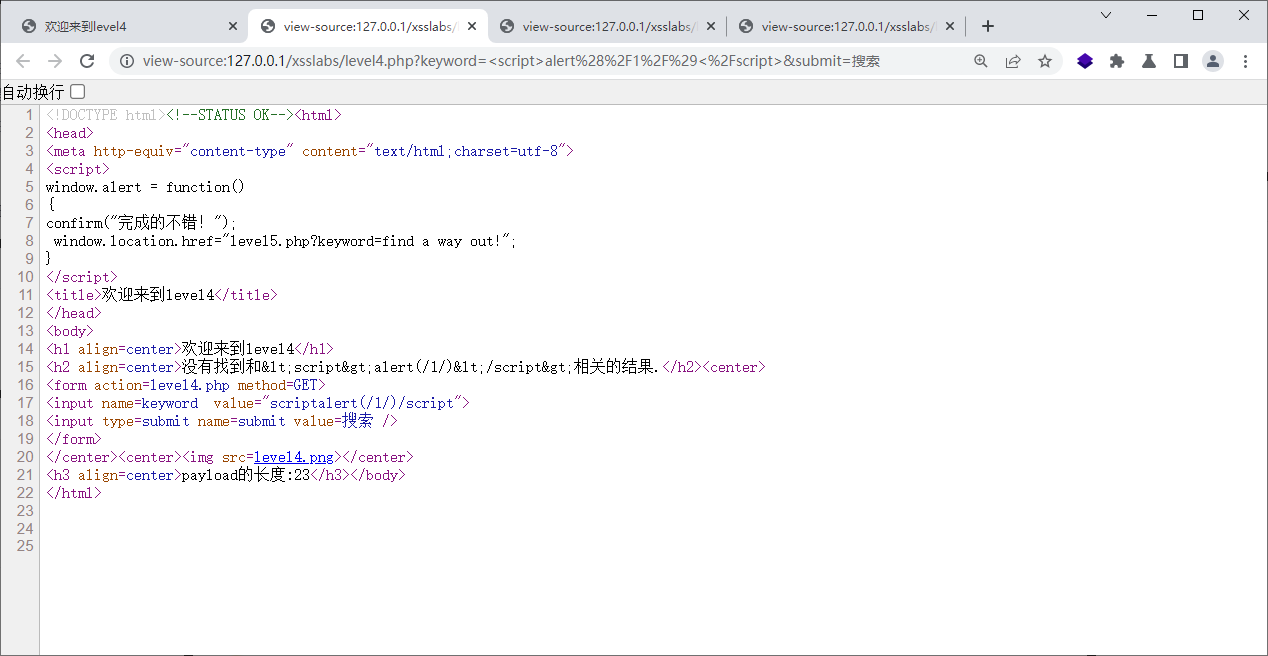 欢迎来到level4
view-source:127.0.0.1/xsslabs/
view-source:127.0.0.1/xsslabs/
view-source:127.0.0.1/xsslabs/
view-source:127.0.0.1/xsslabs/level4.php?keyword=<script>alert%28%2F1%2F%29<%2Fscript>&submit=搜索
自动换行
1 <!DOCTYPE html><!--STATUS OK--><html>
2 <head>
3 <meta http-equiv="content-type" content="text/html;charset=utf-8">
4 <script>
5 window.alert = function()
6 {
7 confirm("完成的不错！");
8 window.location.href="level5.php?keyword=find a way out!";
9 }
10 </script>
11 <title>欢迎来到level4</title>
12 </head>
13 <body>
14 <h1 align=center>欢迎来到level4</h1>
15 <h2 align=center>没有找到和&lt;script&gt;alert(/1/)&lt;/script&gt;相关的结果.</h2><center>
16 <form action=level4.php method=GET>
17 <input name=keyword  value="scriptalert(/1/)/script">
18 <input type=submit name=submit value=搜索 />
19 </form>
20 </center><center><img src=level4.png></center>
21 <h3 align=center>payload的长度:23</h3></body>
22 </html>
23
24
25